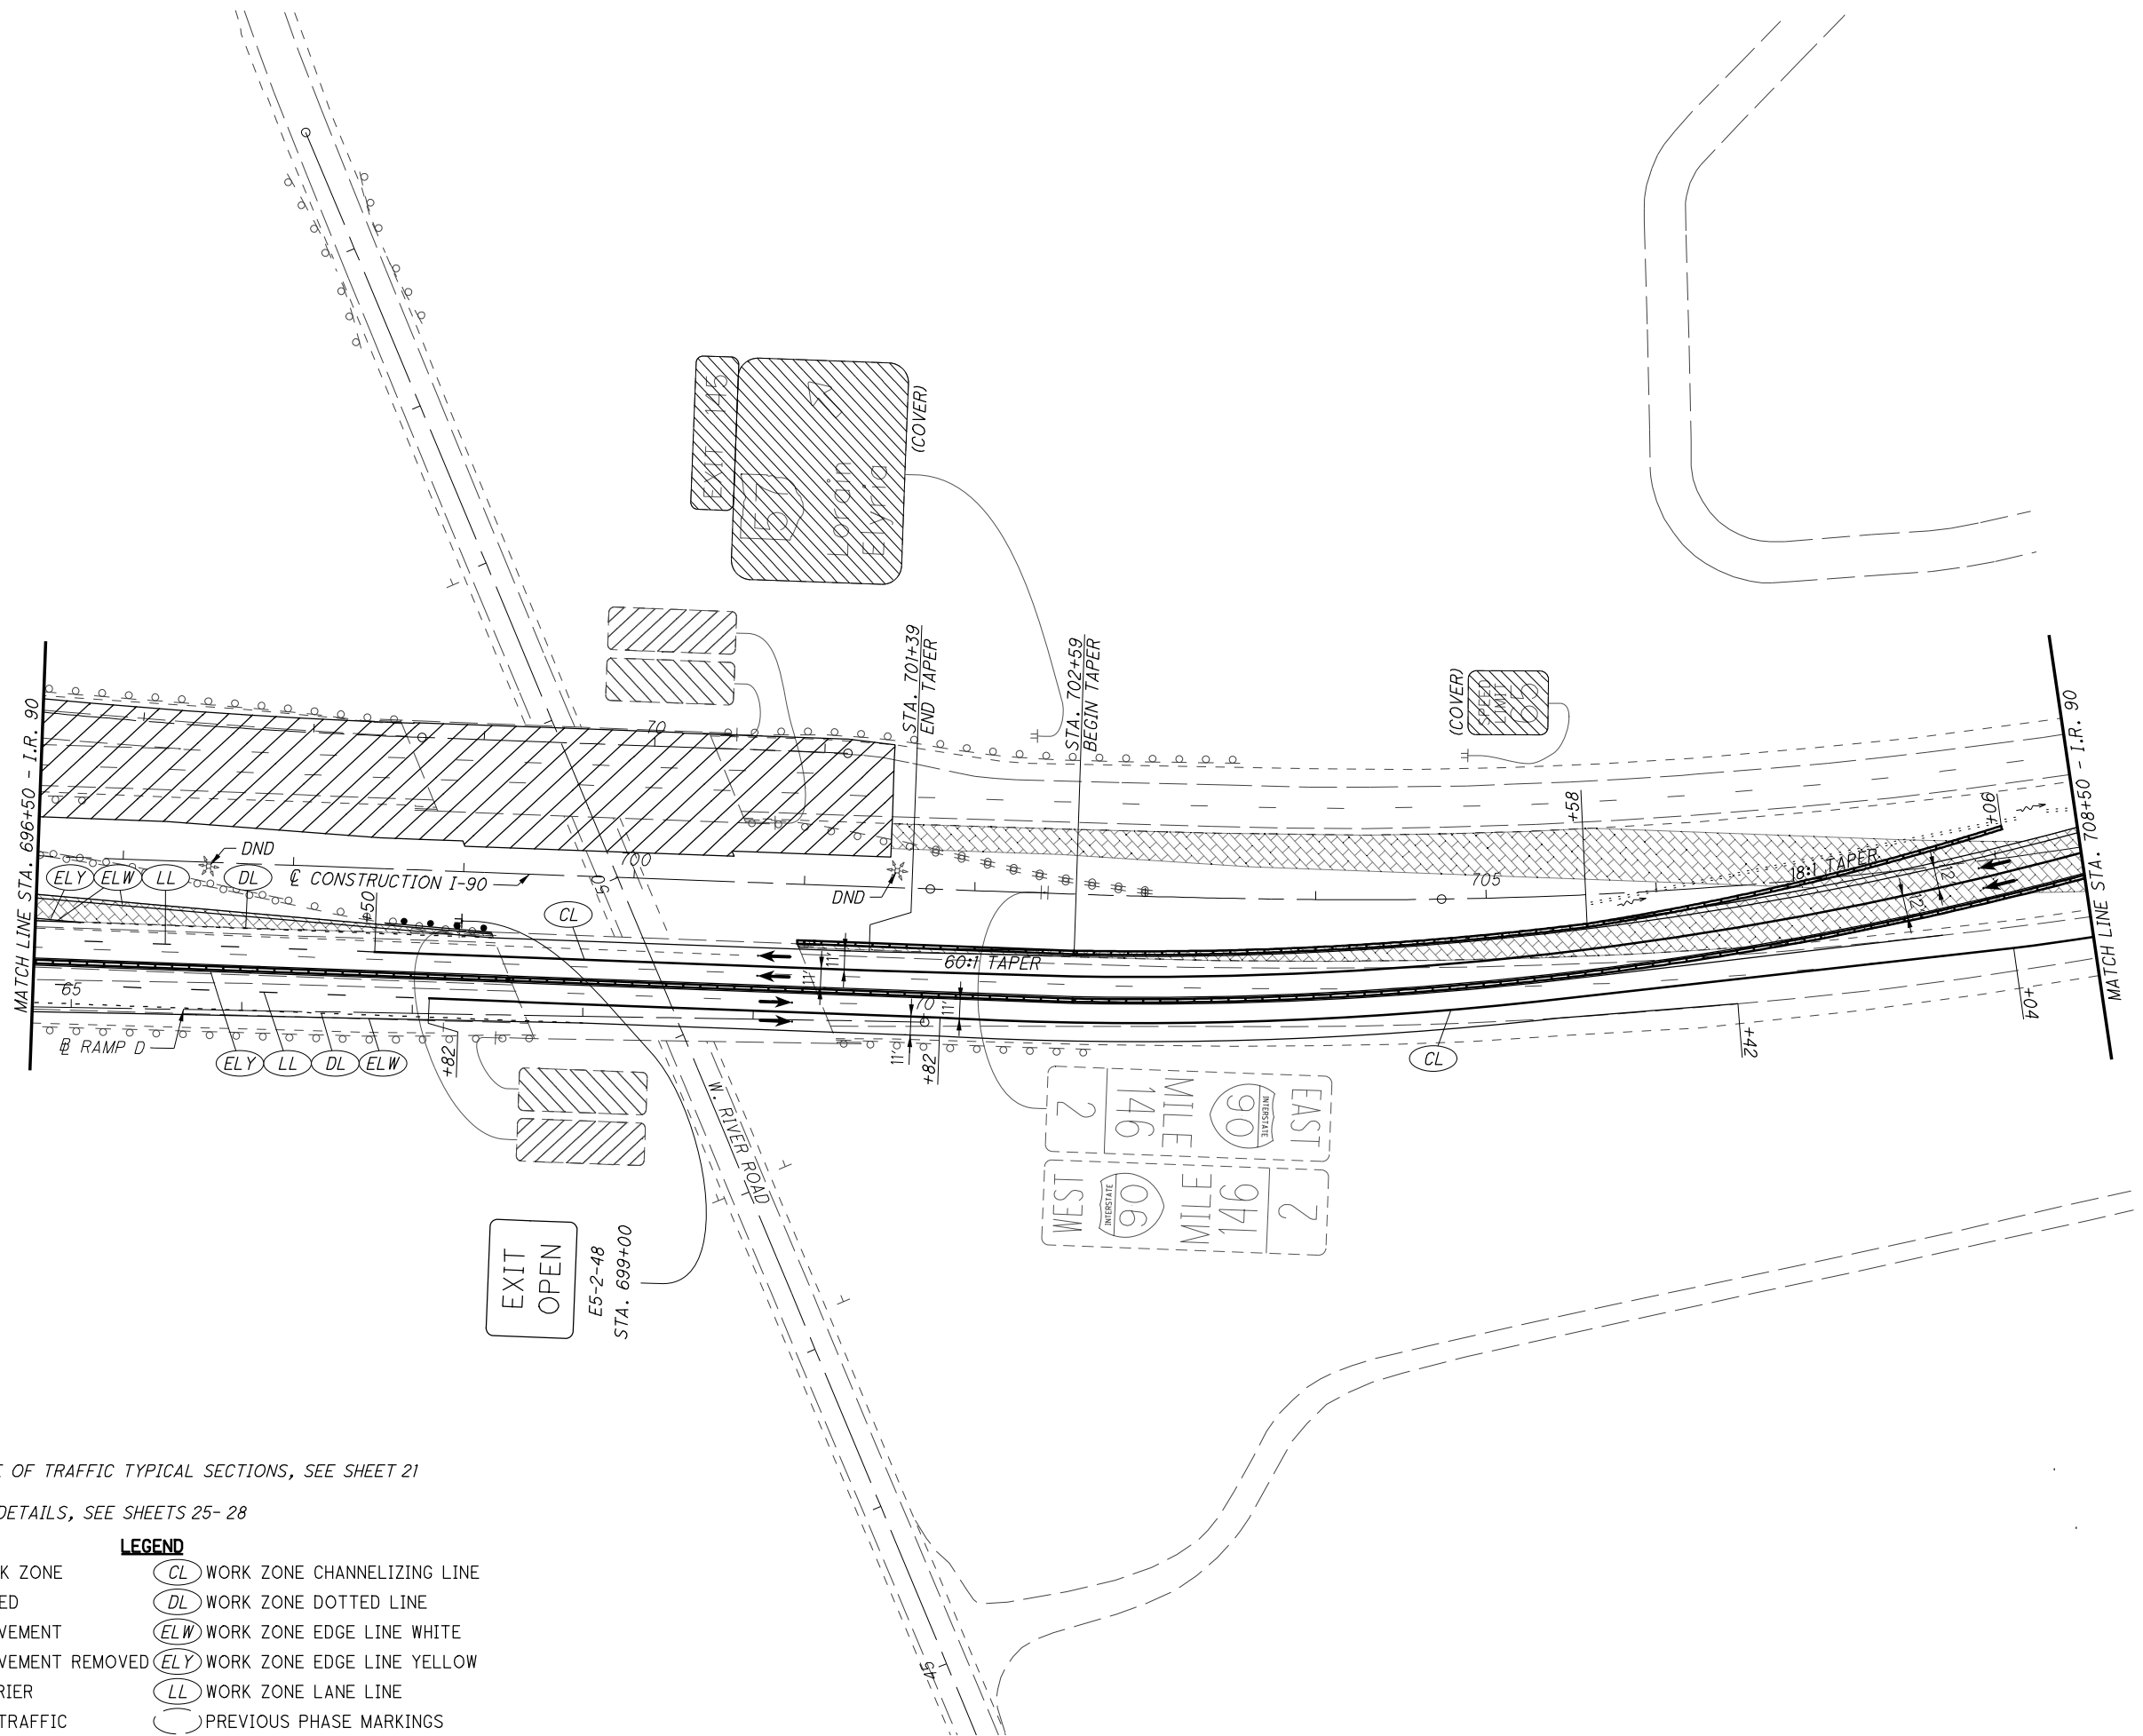 EXIT 145
57
Lorain
Elyria
(COVER)
STA. 701+39
END TAPER
STA. 702+59
BEGIN TAPER
(COVER)
SPEED
LIMIT
65
MATCH LINE STA. 696+50 - I.R. 90
MATCH LINE STA. 708+50 - I.R. 90
70
+58
+06
DND
ELY
ELW
LL
DL
℄ CONSTRUCTION I-90
700
50
+50
CL
DND
705
18:1 TAPER
12'
12'
60:1 TAPER
11'
11'
11'
11'
65
70
℄ RAMP D
ELY
LL
DL
ELW
+82
+82
CL
+42
+04
W. RIVER ROAD
EAST
INTERSTATE
90
MILE
146
2
WEST
INTERSTATE
90
MILE
146
2
EXIT
OPEN
E5-2-48
STA. 699+00
45
OF TRAFFIC TYPICAL SECTIONS, SEE SHEET 21
DETAILS, SEE SHEETS 25-28
LEGEND
ZONE
CL WORK ZONE CHANNELIZING LINE
DL WORK ZONE DOTTED LINE
ELW WORK ZONE EDGE LINE WHITE
REMOVED
ELY WORK ZONE EDGE LINE YELLOW
LL WORK ZONE LANE LINE
TRAFFIC
PREVIOUS PHASE MARKINGS